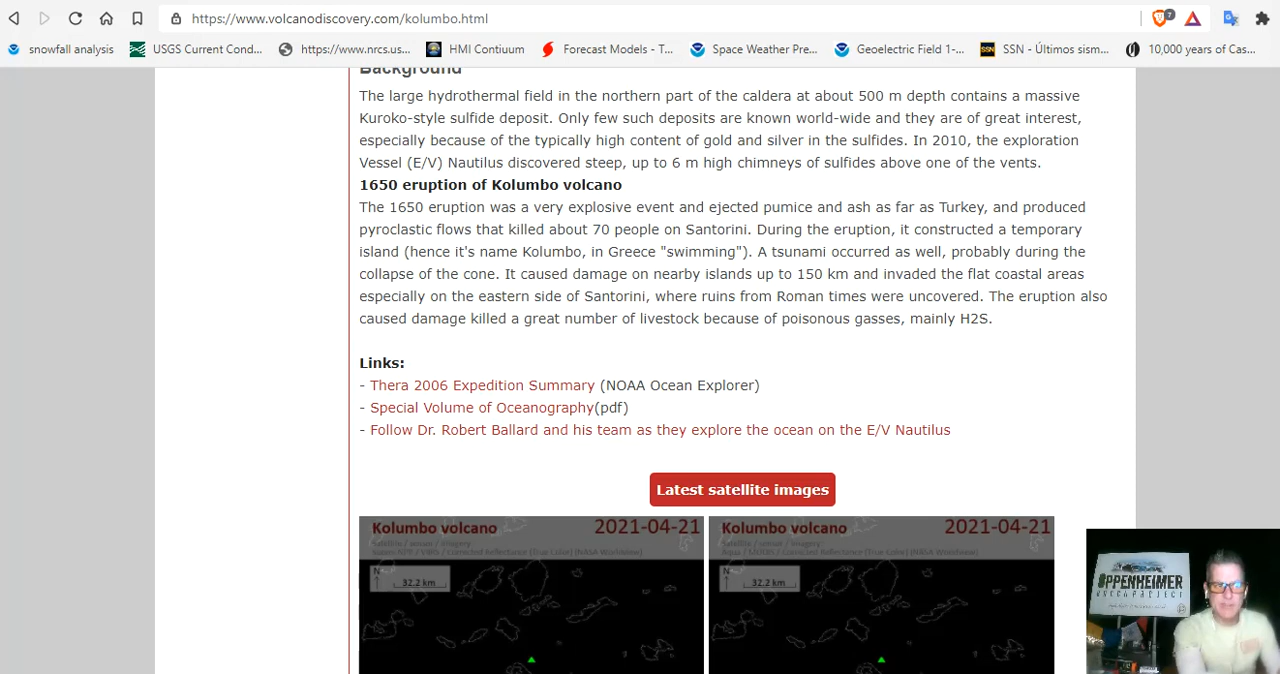 https://www.volcanodiscovery.com/kolumbo.html
7
snowfall analysis
USGS Current Cond...
https://www.nrcs.us...
HMI Contiuum
Forecast Models - T...
Space Weather Pre...
Geoelectric Field 1-...
SSN - Últimos sism...
10,000 years of Cas...
Background
The large hydrothermal field in the northern part of the caldera at about 500 m depth contains a massive
Kuroko-style sulfide deposit. Only few such deposits are known world-wide and they are of great interest,
especially because of the typically high content of gold and silver in the sulfides. In 2010, the exploration
Vessel (E/V) Nautilus discovered steep, up to 6 m high chimneys of sulfides above one of the vents.
1650 eruption of Kolumbo volcano
The 1650 eruption was a very explosive event and ejected pumice and ash as far as Turkey, and produced
pyroclastic flows that killed about 70 people on Santorini. During the eruption, it constructed a temporary
island (hence it's name Kolumbo, in Greece "swimming"). A tsunami occurred as well, probably during the
collapse of the cone. It caused damage on nearby islands up to 150 km and invaded the flat coastal areas
especially on the eastern side of Santorini, where ruins from Roman times were uncovered. The eruption also
caused damage killed a great number of livestock because of poisonous gasses, mainly H2S.
Links:
- Thera 2006 Expedition Summary (NOAA Ocean Explorer)
- Special Volume of Oceanography(pdf)
- Follow Dr. Robert Ballard and his team as they explore the ocean on the E/V Nautilus
Latest satellite images
Kolumbo volcano 2021-04-21
N 32.2 km
Kolumbo volcano 2021-04-21
N 32.2 km
OPPENHEIMER